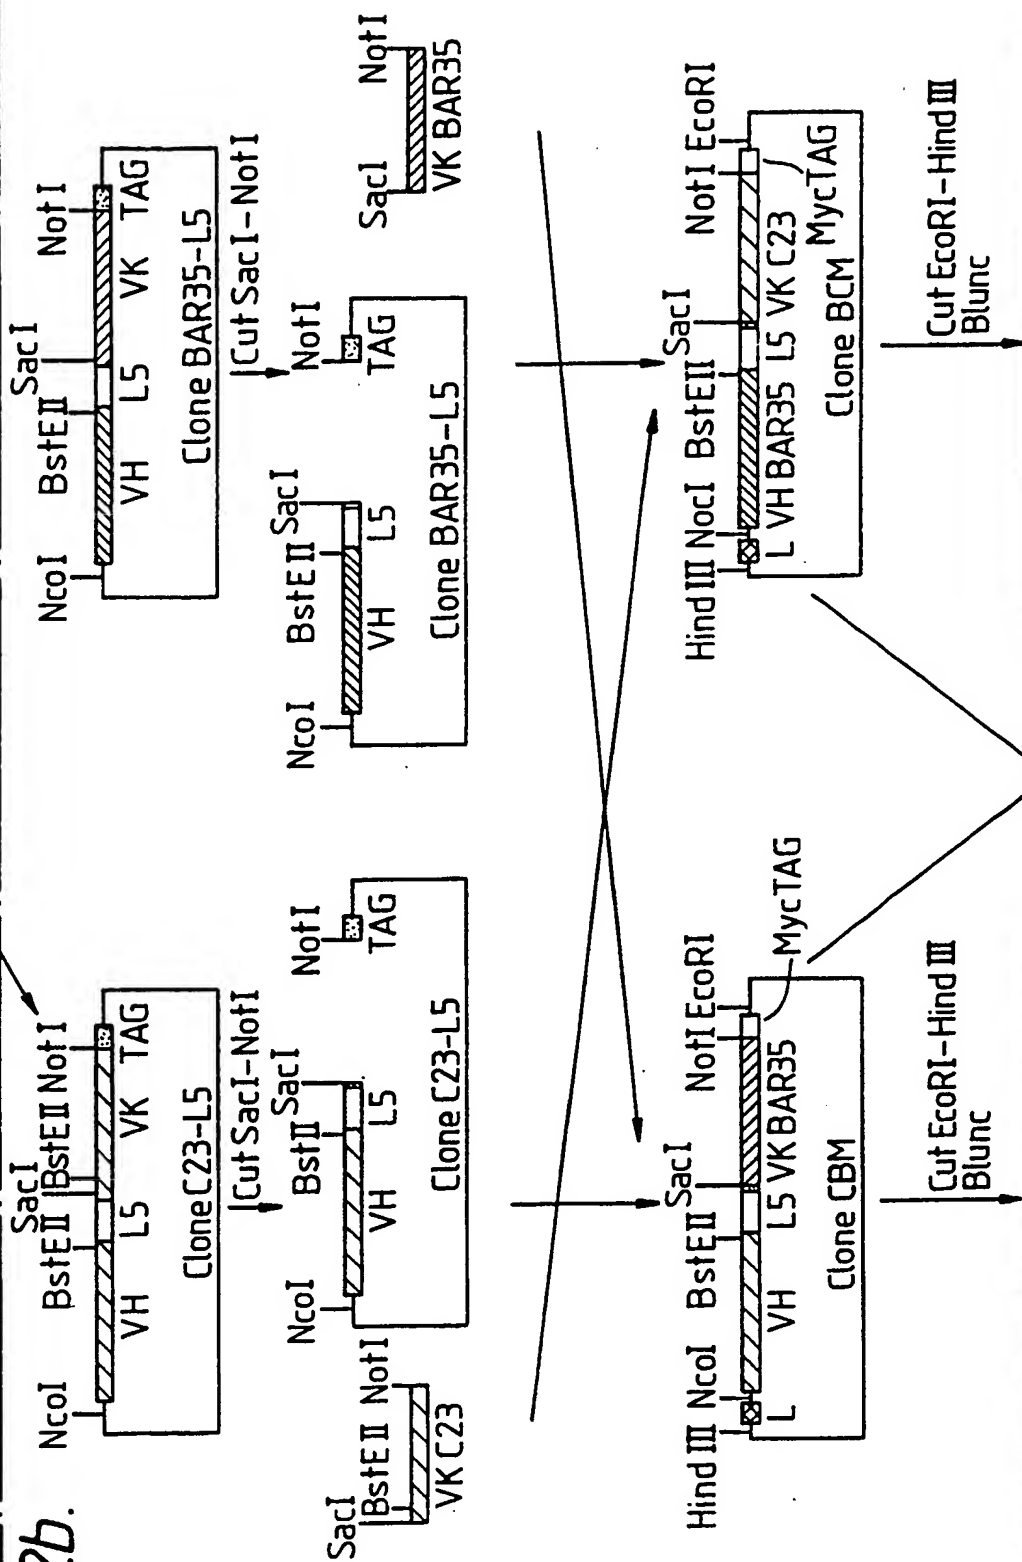 2b.
NcoI BstEII SacI BstEII NotI
VH L5 VK TAG
Clone C23-L5
Cut SacI-NotI
NcoI BstEII SacI NotI
VH L5 VK TAG
Clone BAR35-L5
Cut SacI-NotI
SacI BstEII NotI
VK C23
NcoI BstII SacI NotI
VH L5 TAG
Clone C23-L5
NcoI BstEII SacI NotI
VH L5 TAG
Clone BAR35-L5
SacI NotI
VK BAR35
Hind III NcoI BstEII SacI NotI EcoRI
L VH L5 VK BAR35
MycTAG
Clone CBM
Cut EcoRI-Hind III
Blunc
Hind III NocI BstEII SacI NotI EcoRI
L VH BAR35 L5 VK C23
MycTAG
Clone BCM
Cut EcoRI-Hind III
Blunc